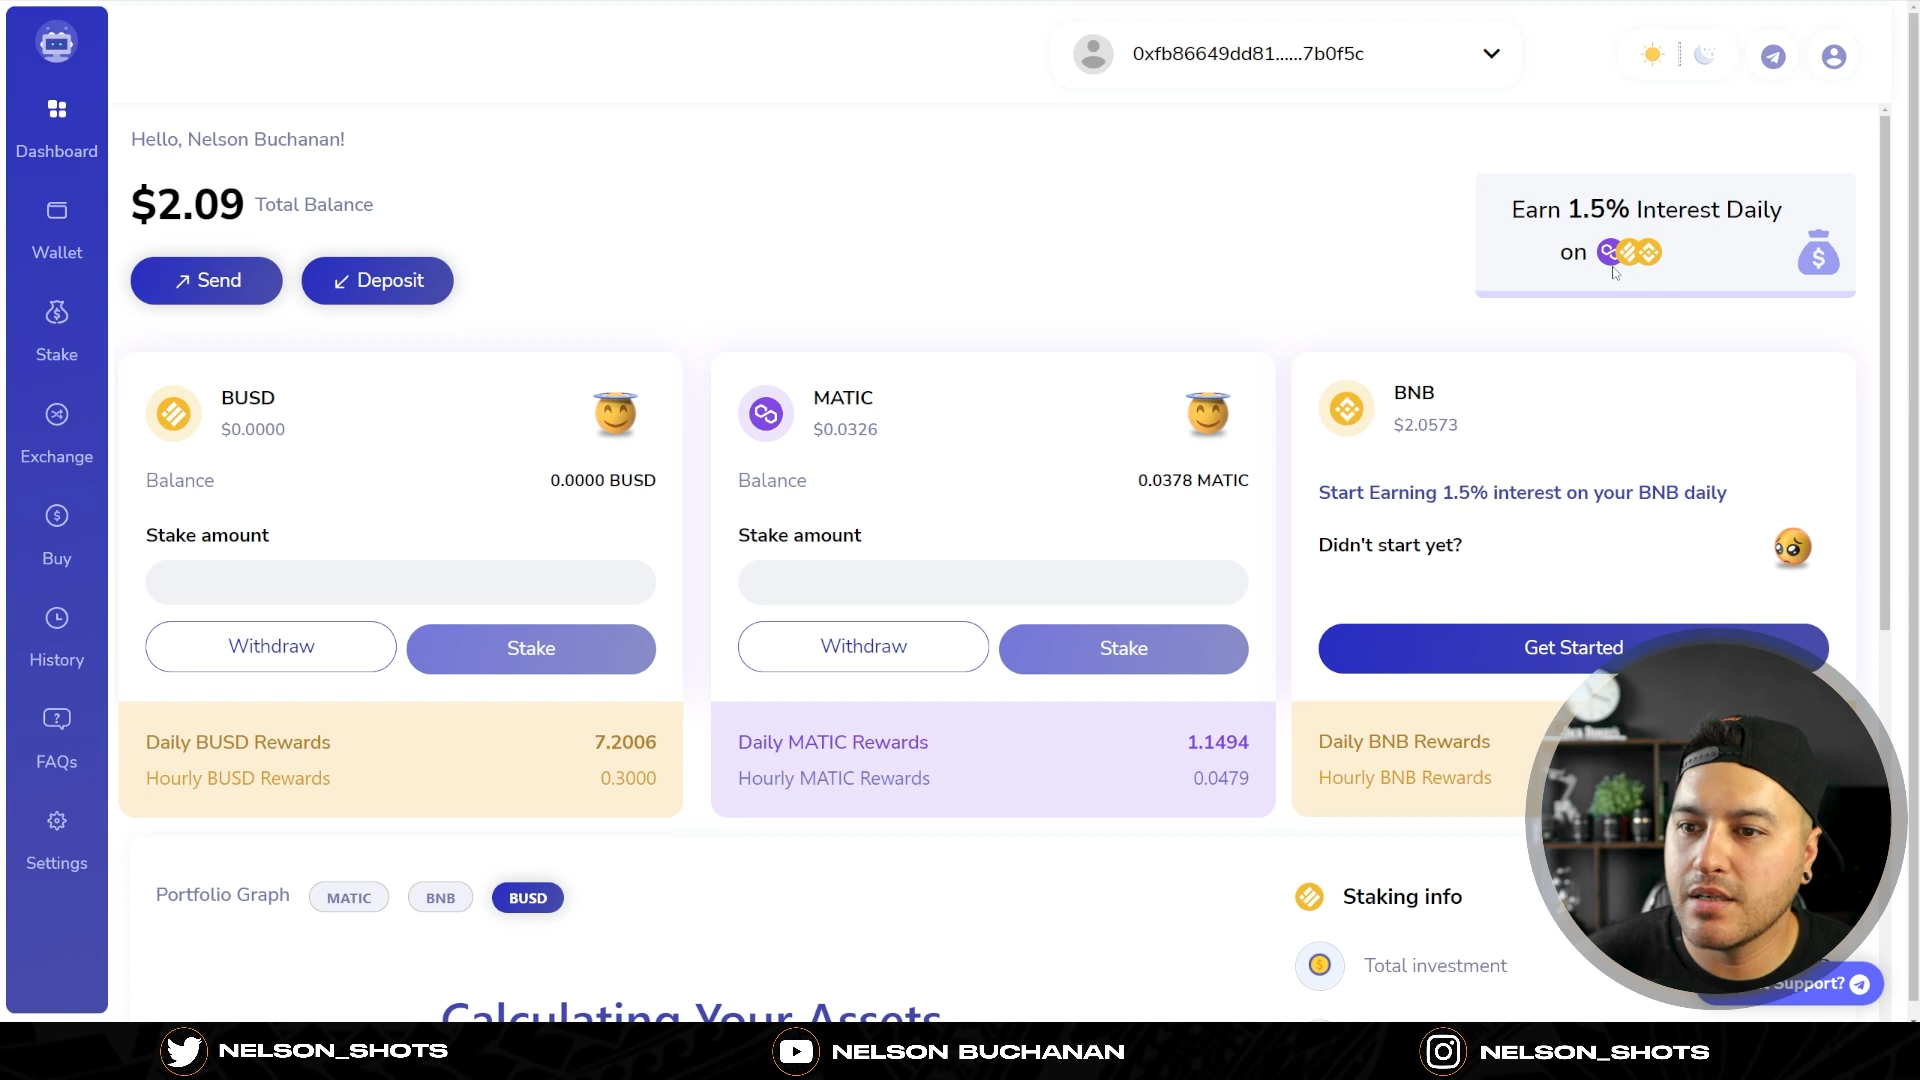 0xfb86649dd81......7b0f5c
Dashboard
Wallet
Stake
Exchange
Buy
History
FAQs
Settings
Hello, Nelson Buchanan!
$2.09 Total Balance
Send
Deposit
Earn 1.5% Interest Daily
on
BUSD
$0.0000
Balance 0.0000 BUSD
Stake amount
Withdraw
Stake
Daily BUSD Rewards 7.2006
Hourly BUSD Rewards 0.3000
MATIC
$0.0326
Balance 0.0378 MATIC
Stake amount
Withdraw
Stake
Daily MATIC Rewards 1.1494
Hourly MATIC Rewards 0.0479
BNB
$2.0573
Start Earning 1.5% interest on your BNB daily
Didn't start yet?
Get Started
Daily BNB Rewards
Hourly BNB Rewards
Portfolio Graph MATIC BNB BUSD
Calculating Your Assets
Staking info
Total investment
Support?
NELSON_SHOTS
NELSON BUCHANAN
NELSON_SHOTS